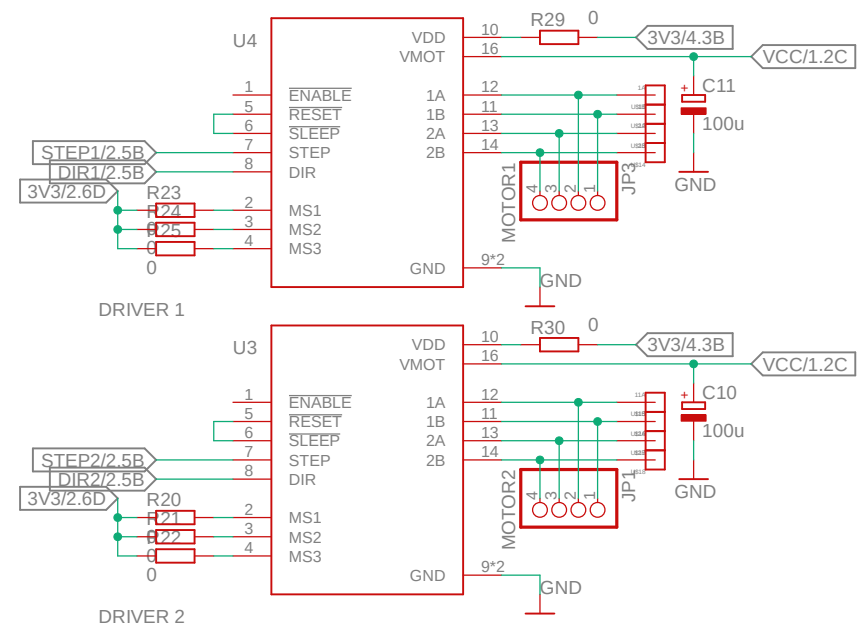 U4
VDD 10 R29 0 3V3/4.3B
VMOT 16 VCC/1.2C
1 ENABLE 1A 12 + C11
5 RESET 1B 11
6 SLEEP 2A 13 100u
STEP1/2.5B 7 STEP 2B 14
DIR1/2.5B 8 DIR
3V3/2.6D
MOTOR1 4 3 2 1 JP3
GND
R23
R24 2 MS1
R25 3 MS2
0 4 MS3
0
GND 9*2
GND
DRIVER 1
U3
VDD 10 R30 0 3V3/4.3B
VMOT 16 VCC/1.2C
1 ENABLE 1A 12 + C10
5 RESET 1B 11
6 SLEEP 2A 13 100u
STEP2/2.5B 7 STEP 2B 14
DIR2/2.5B 8 DIR
3V3/2.6D
MOTOR2 4 3 2 1 JP1
GND
R20
R21 2 MS1
R22 3 MS2
0 4 MS3
0
GND 9*2
GND
DRIVER 2